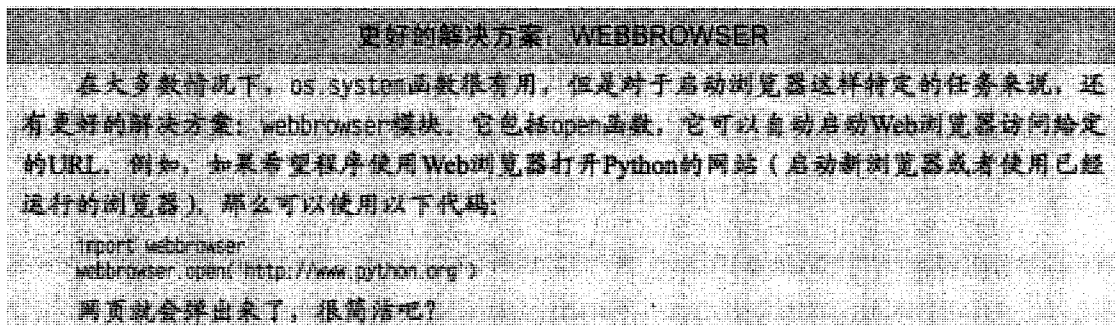 更好的解决方案：WEBBROWSER
在大多数情况下，os.system函数很有用，但是对于启动浏览器这样特定的任务来说，还
有更好的解决方案：webbrowser模块。它包括open函数，它可以自动启动Web浏览器访问给定
的URL。例如，如果希望程序使用Web浏览器打开Python的网站（启动新浏览器或者使用已经
运行的浏览器），那么可以使用以下代码：
import webbrowser
webbrowser.open('http://www.python.org')
网页就会弹出来了，很简洁吧？